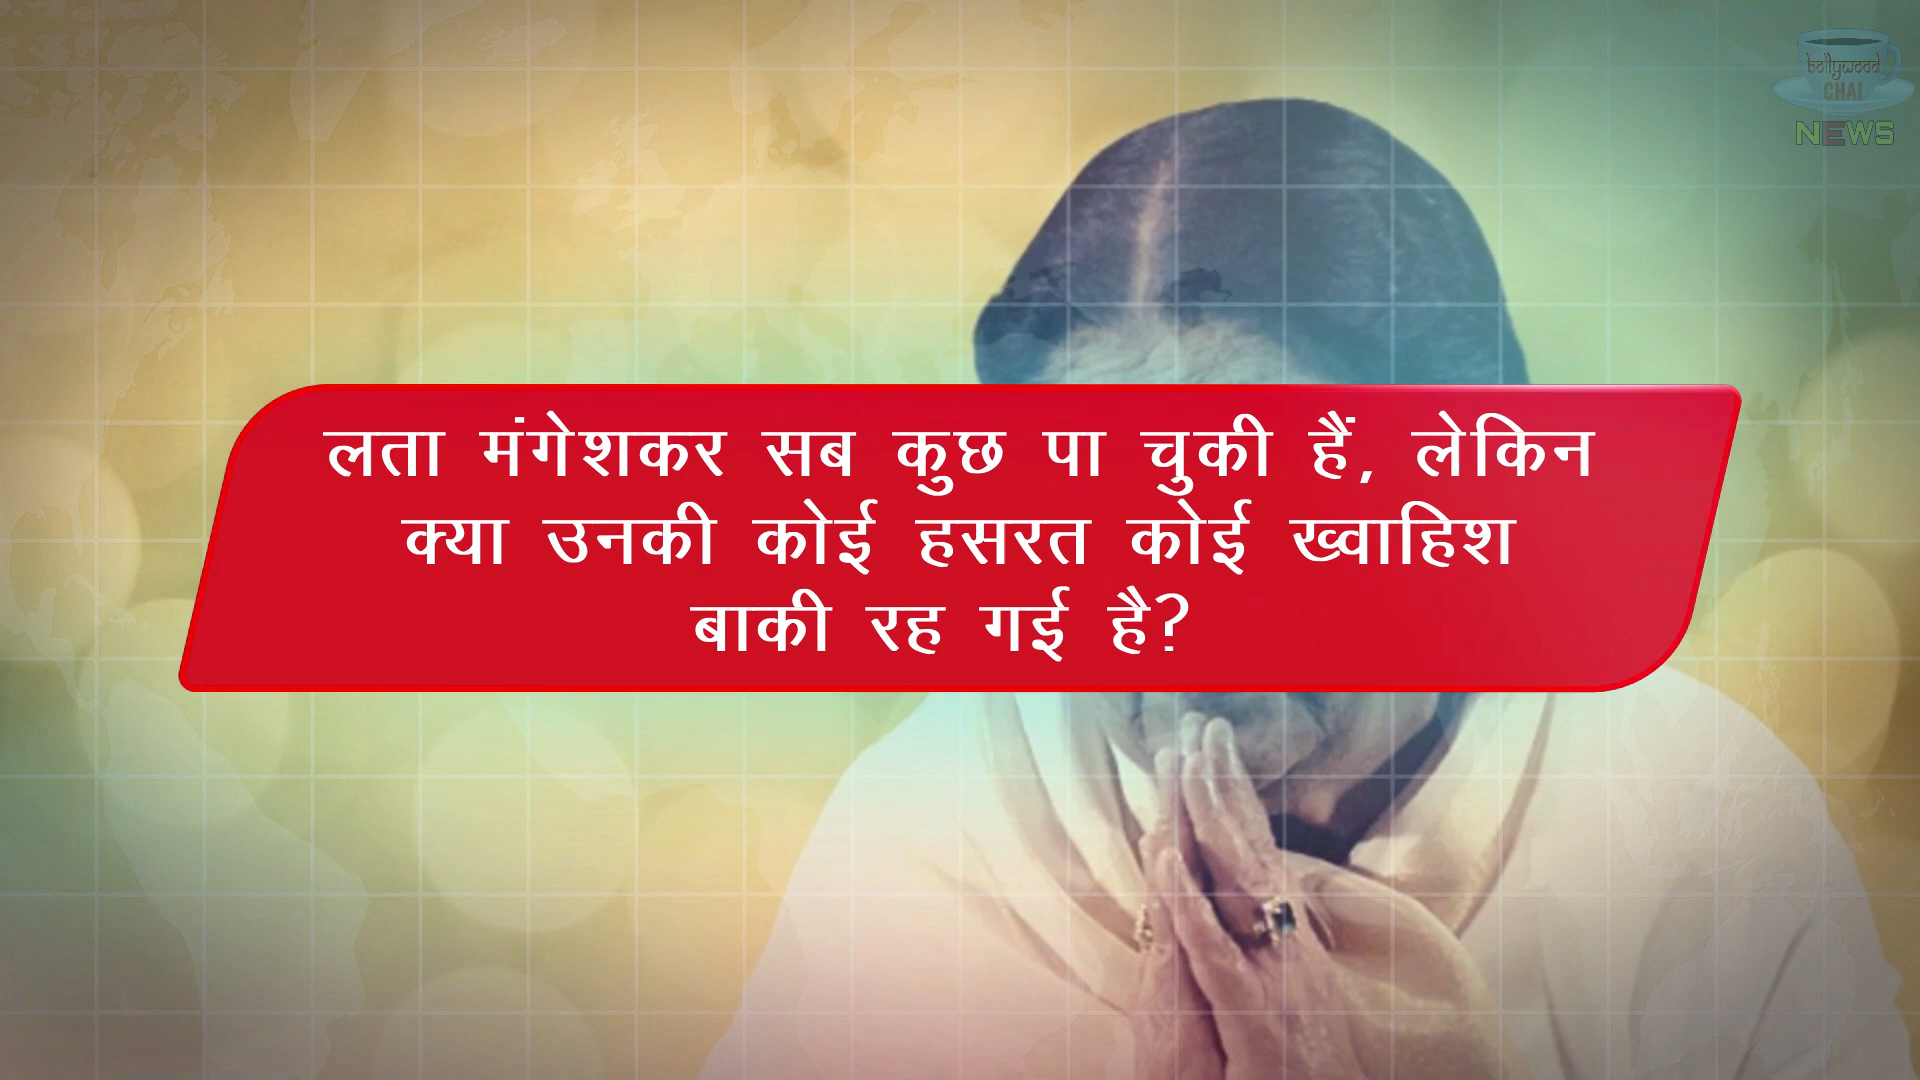 bollywood
CHAI
NEWS
लता मंगेशकर सब कुछ पा चुकी हैं, लेकिन
क्या उनकी कोई हसरत कोई ख्वाहिश
बाकी रह गई है?